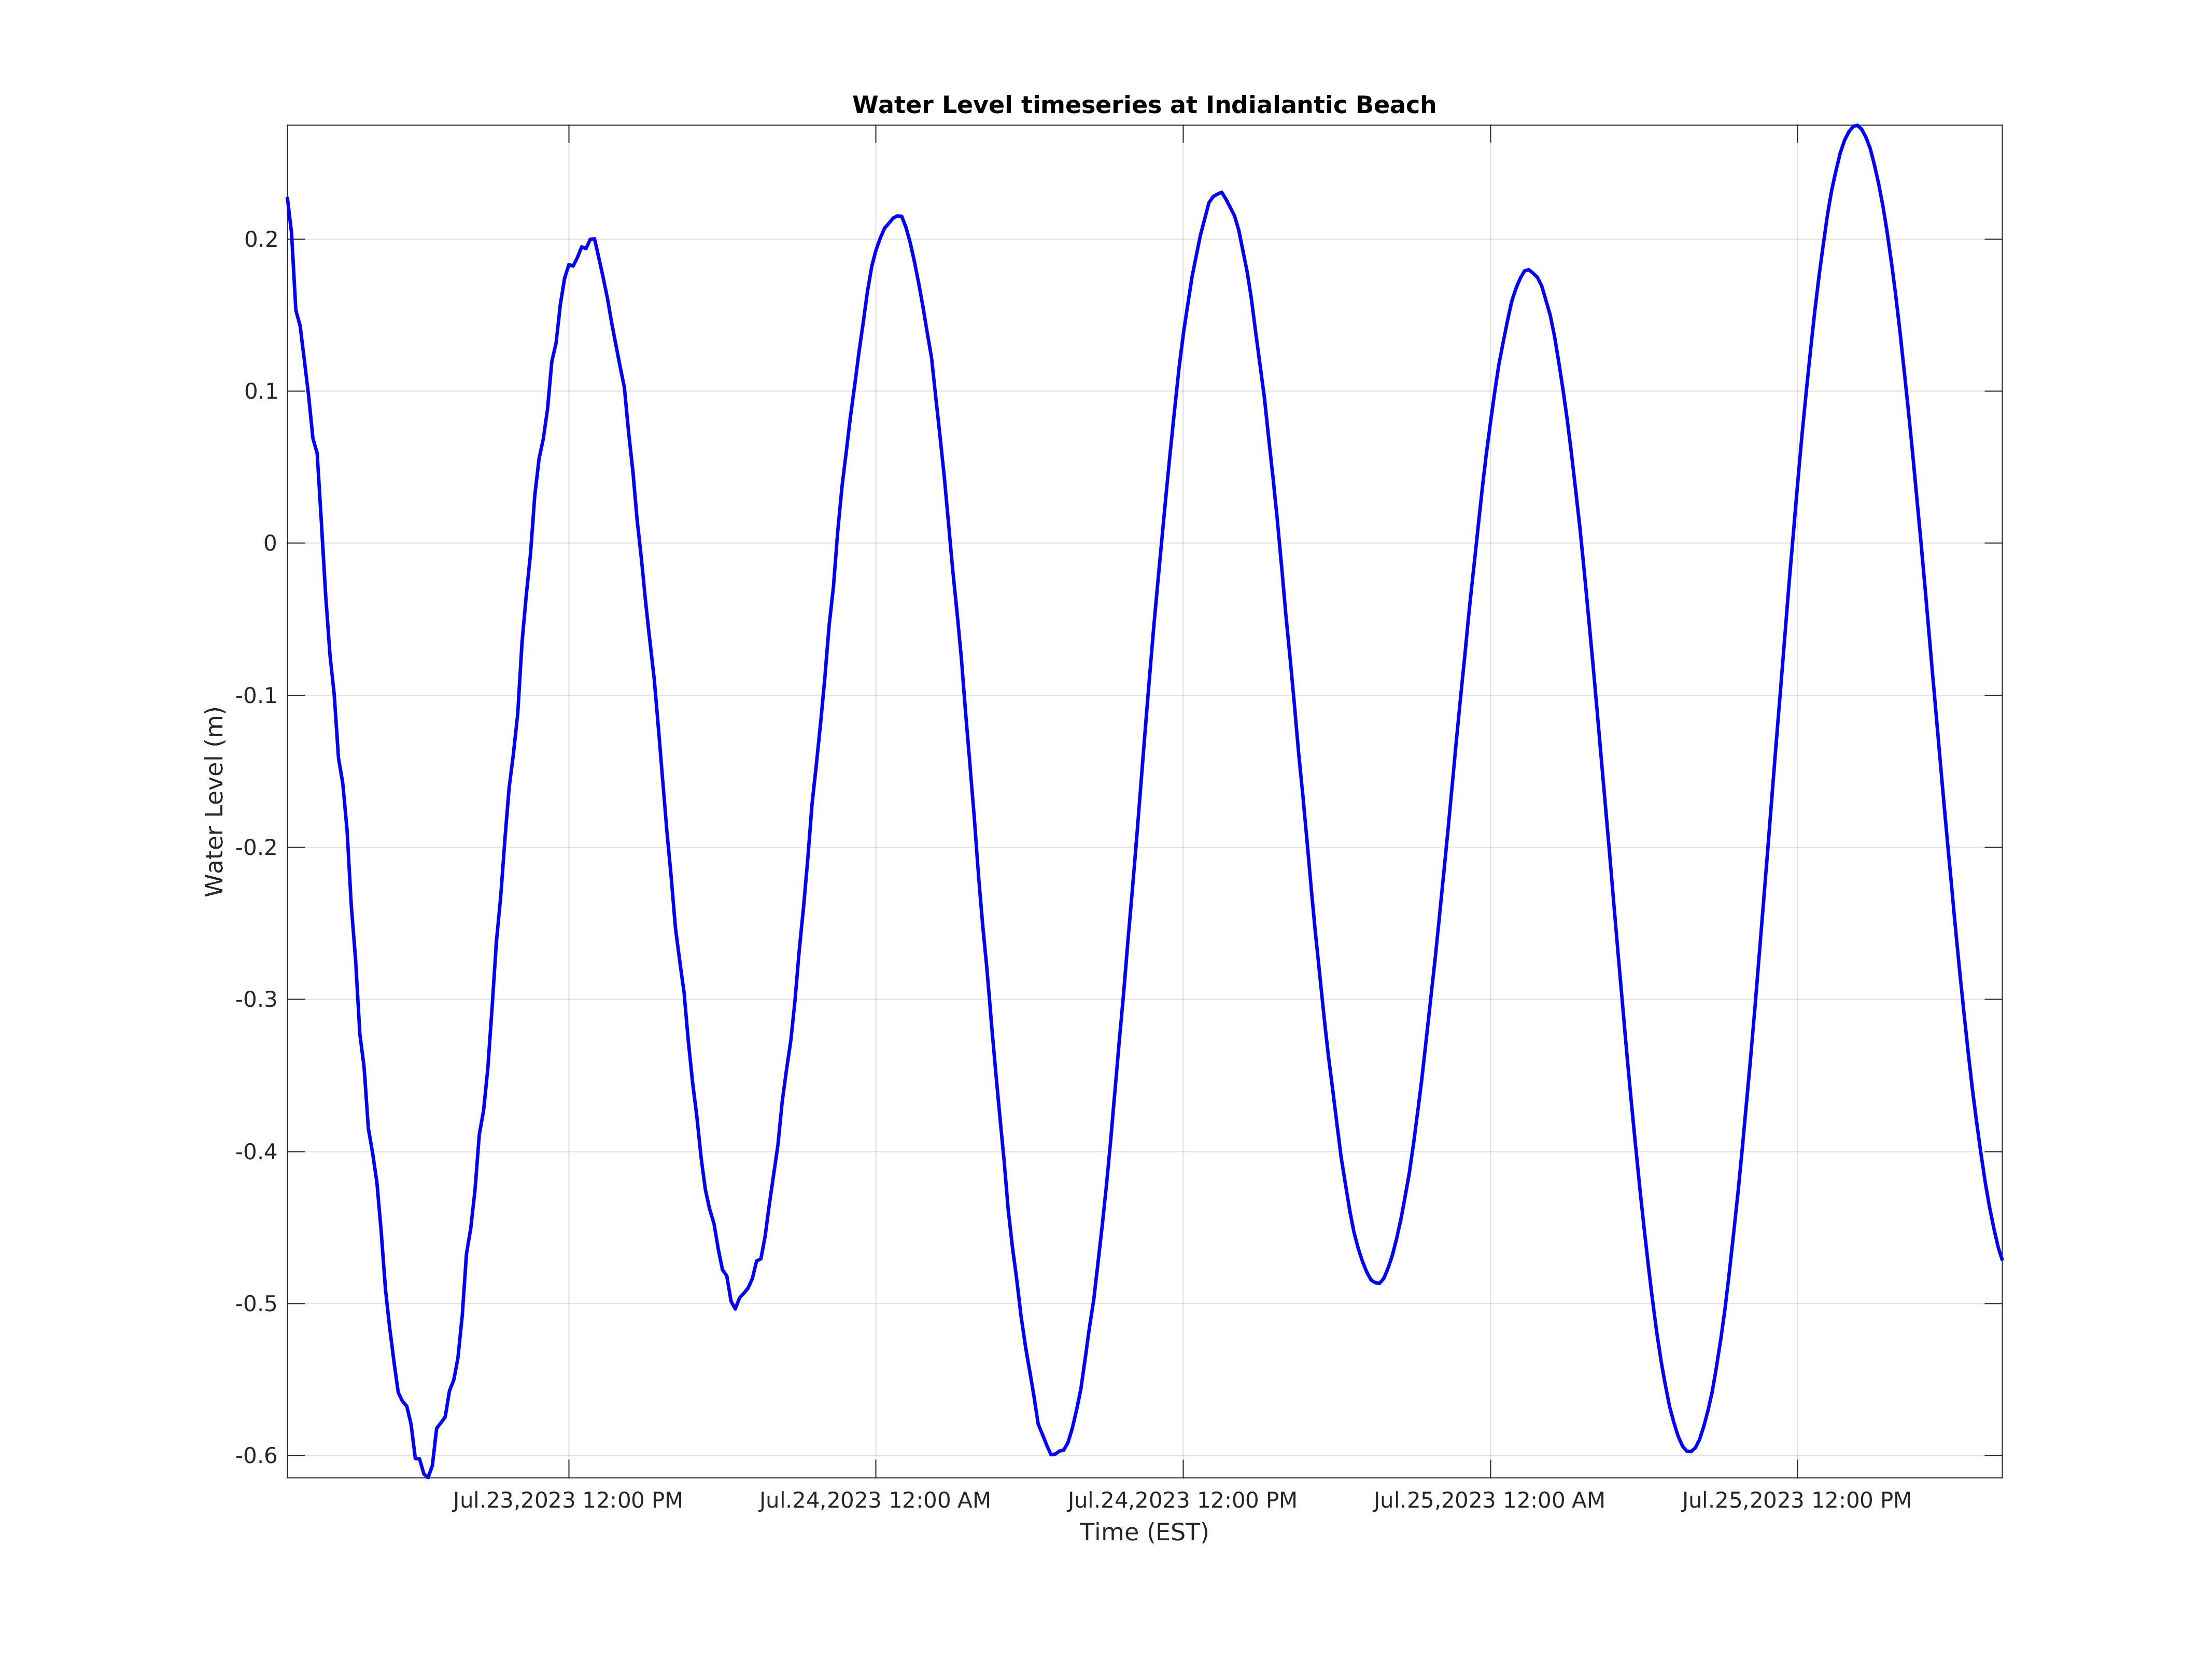 Water Level timeseries at Indialantic Beach
0.2
0.1
0
-0.1
-0.2
-0.3
-0.4
-0.5
-0.6
Water Level (m)
Jul.23,2023 12:00 PM Jul.24,2023 12:00 AM Jul.24,2023 12:00 PM Jul.25,2023 12:00 AM Jul.25,2023 12:00 PM
Time (EST)